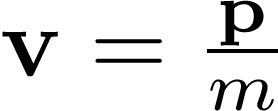 𝐯 = 𝐩/𝑚